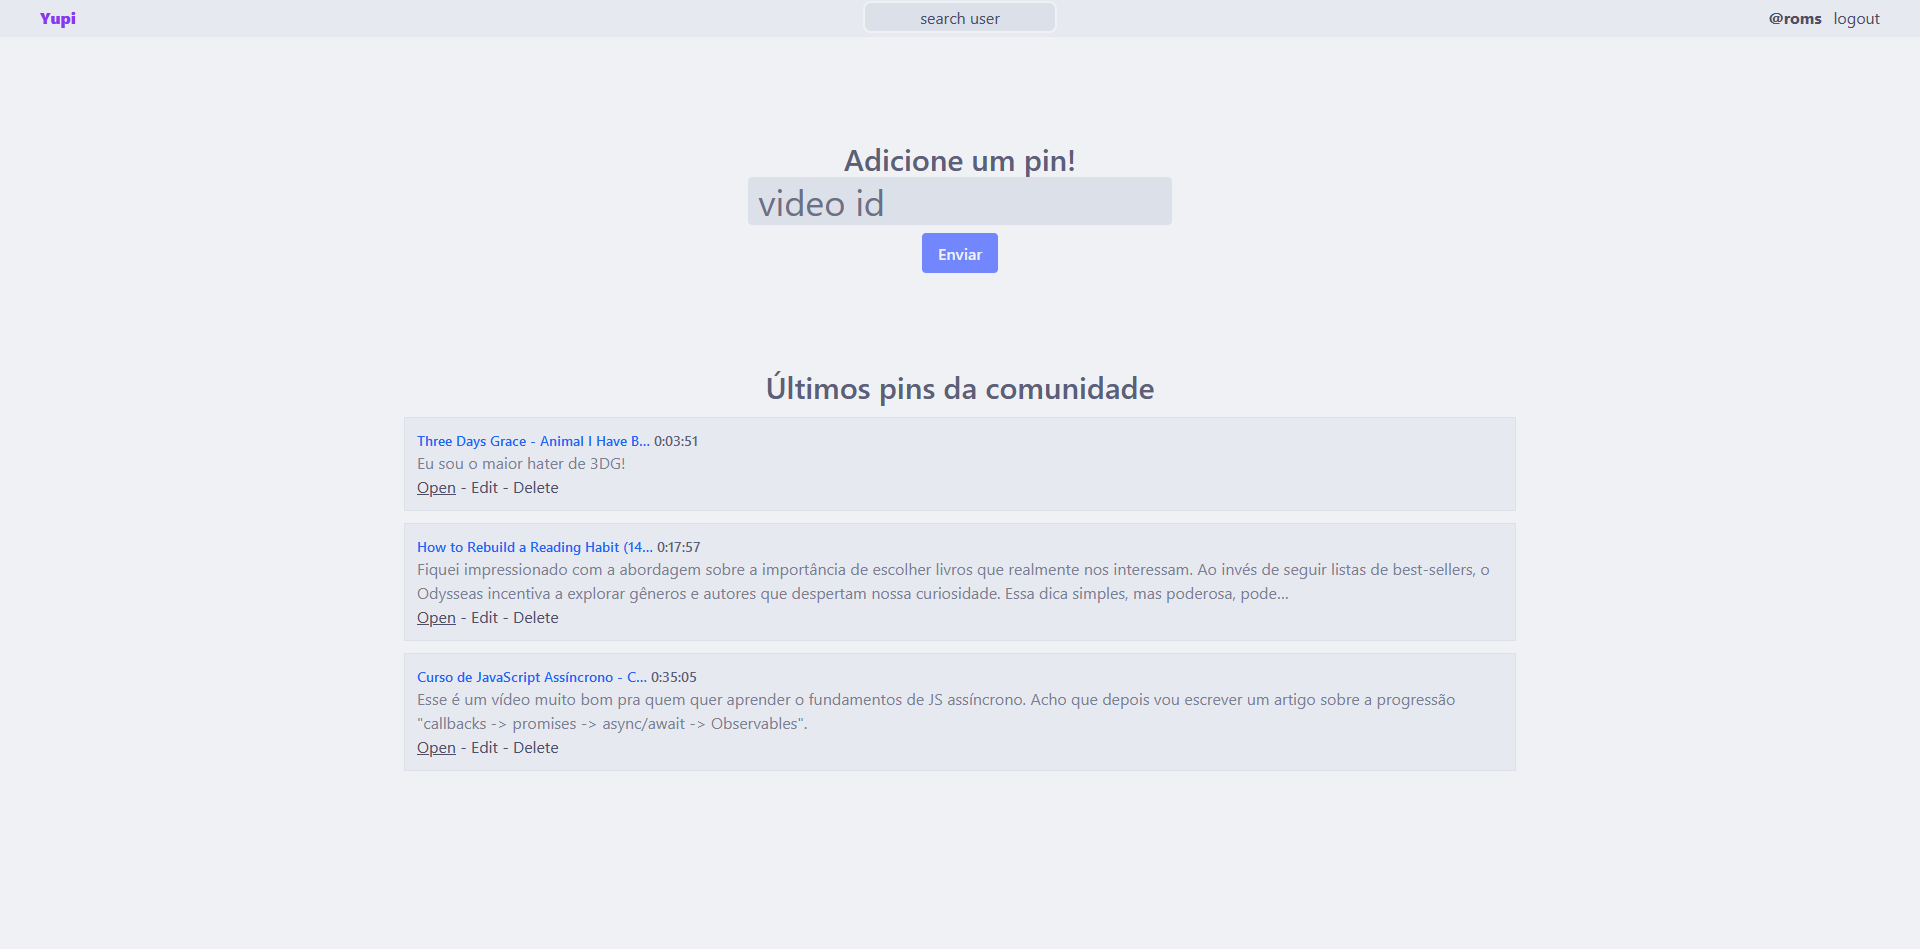 Yupi
search user
@roms logout
Adicione um pin!
video id
Enviar
Últimos pins da comunidade
Three Days Grace - Animal I Have B... 0:03:51
Eu sou o maior hater de 3DG!
Open - Edit - Delete
How to Rebuild a Reading Habit (14... 0:17:57
Fiquei impressionado com a abordagem sobre a importância de escolher livros que realmente nos interessam. Ao invés de seguir listas de best-sellers, o
Odysseas incentiva a explorar gêneros e autores que despertam nossa curiosidade. Essa dica simples, mas poderosa, pode...
Open - Edit - Delete
Curso de JavaScript Assíncrono - C... 0:35:05
Esse é um vídeo muito bom pra quem quer aprender o fundamentos de JS assíncrono. Acho que depois vou escrever um artigo sobre a progressão
"callbacks -> promises -> async/await -> Observables".
Open - Edit - Delete